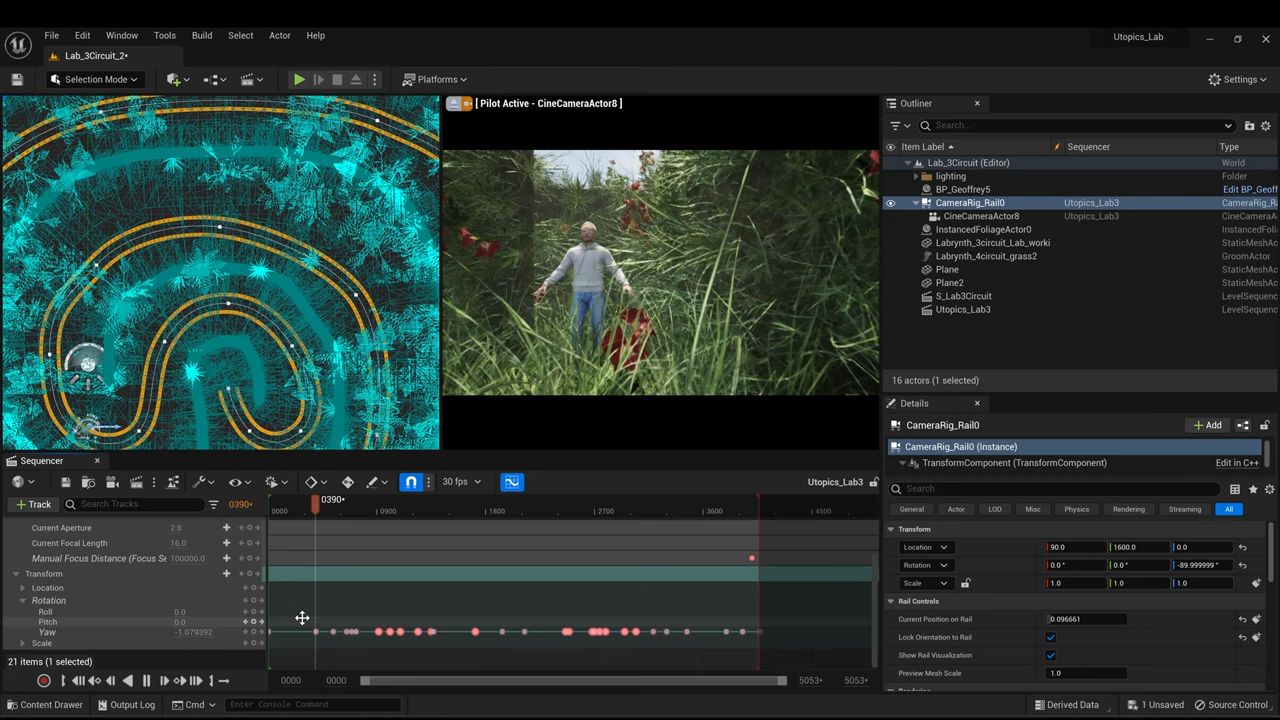 File Edit Window Tools Build Select Actor Help
Utopics_Lab
Lab_3Circuit_2•
Selection Mode
Platforms
Settings
[ Pilot Active - CineCameraActor8 ]
Outliner
Search...
Item Label Sequencer Type
Lab_3Circuit (Editor) World
lighting Folder
BP_Geoffrey5 Edit BP_Geoff
CameraRig_Rail0 Utopics_Lab3 CameraRig_R
CineCameraActor8 Utopics_Lab3 CineCameraA
InstancedFoliageActor0 InstancedFoli
Labrynth_3circuit_Lab_worki StaticMeshAc
Labrynth_4circuit_grass2 GroomActor
Plane StaticMeshAc
Plane2 StaticMeshAc
S_Lab3Circuit LevelSequenc
Utopics_Lab3 LevelSequenc
16 actors (1 selected)
Details
CameraRig_Rail0
Add
CameraRig_Rail0 (Instance)
TransformComponent (TransformComponent) Edit in C++
Search
General Actor LOD Misc Physics Rendering Streaming All
Transform
Location 90.0 1600.0 0.0
Rotation 0.0 ° 0.0 ° -89.999999 °
Scale 1.0 1.0 1.0
Rail Controls
Current Position on Rail 0.096661
Lock Orientation to Rail
Show Rail Visualization
Preview Mesh Scale 1.0
Sequencer
30 fps
Utopics_Lab3
+ Track
Search Tracks
0390*
0390*
0000 0900 1800 2700 3600 4500
Current Aperture 2.8
Current Focal Length 16.0
Manual Focus Distance (Focus Se 100000.0
Transform
Location
Rotation
Roll 0.0
Pitch 0.0
Yaw -1.079392
Scale
21 items (1 selected)
0000 0000 5053* 5053*
Content Drawer
Output Log
Cmd
Enter Console Command
Derived Data
1 Unsaved
Source Control